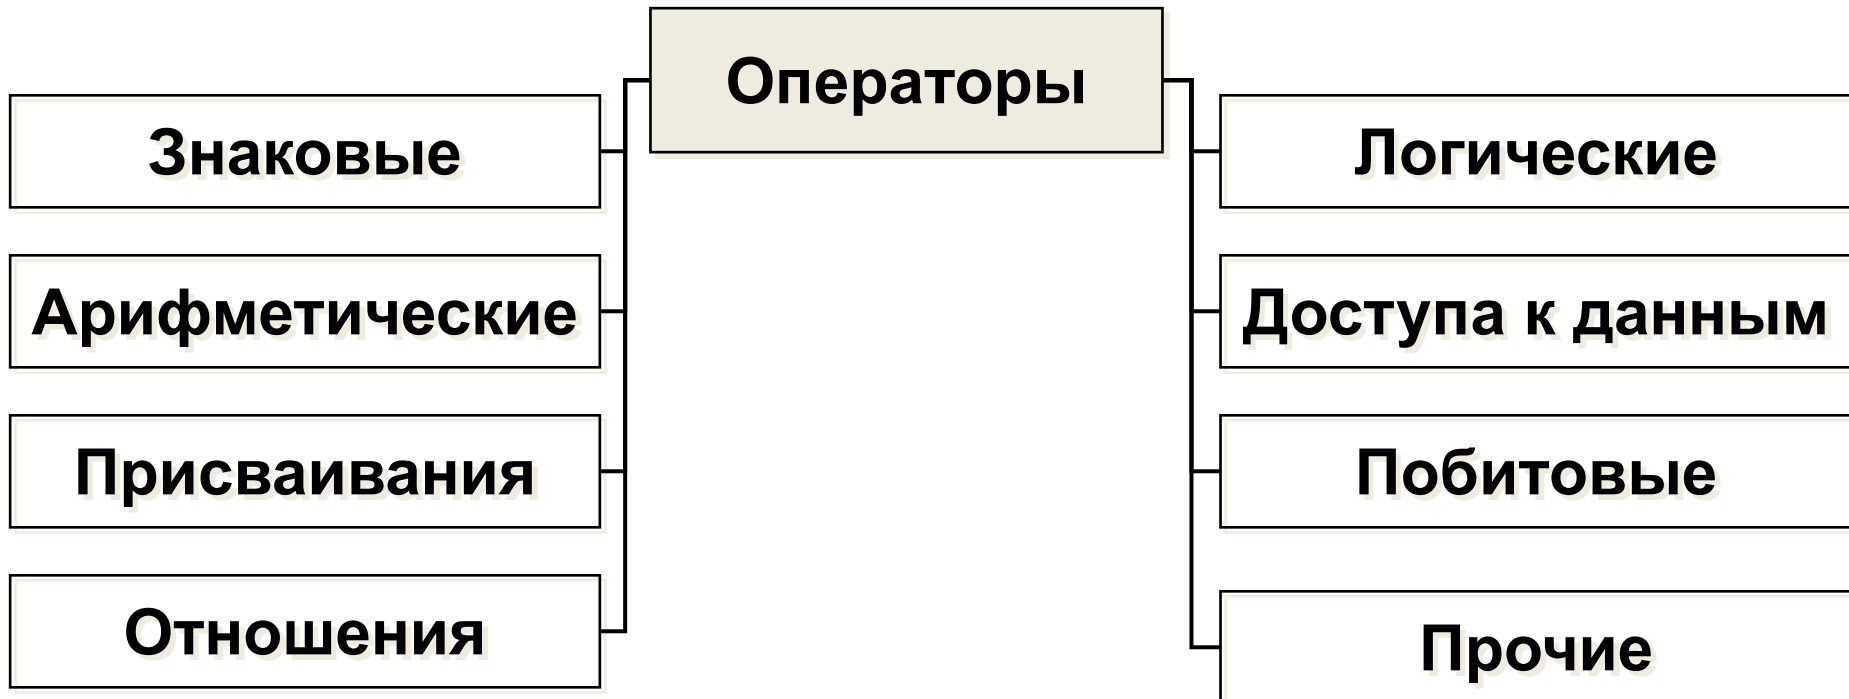 Операторы
Знаковые
Арифметические
Присваивания
Отношения
Логические
Доступа к данным
Побитовые
Прочие